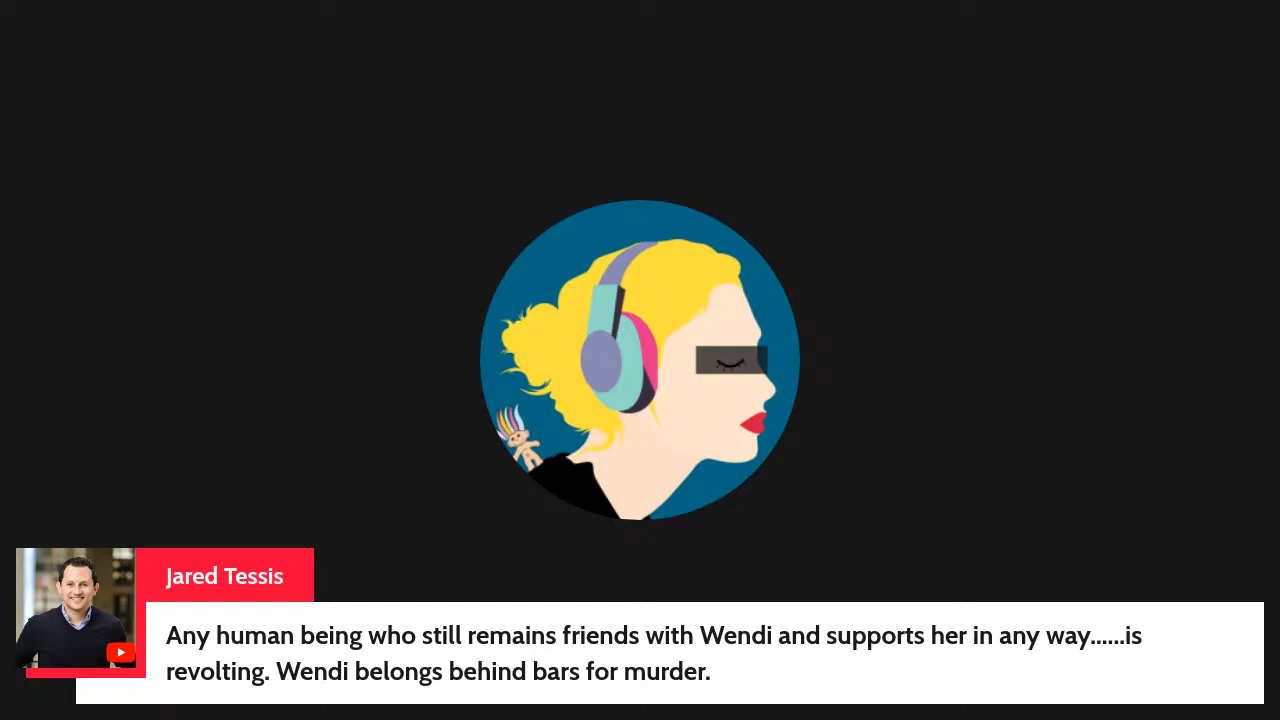 Jared Tessis
Any human being who still remains friends with Wendi and supports her in any way......is
revolting. Wendi belongs behind bars for murder.